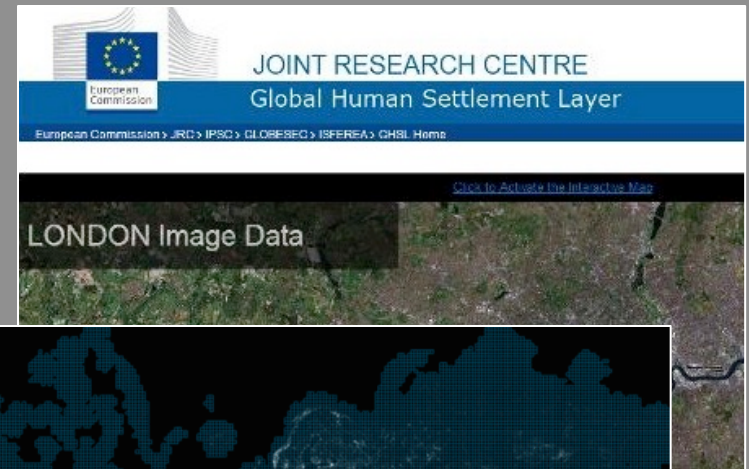 JOINT RESEARCH CENTRE
European
Commission
Global Human Settlement Layer
European Commission > JRC > IPSC > GLOBESEC > ISFEREA > GHSL Home
Click to Activate the Interactive Map
LONDON Image Data